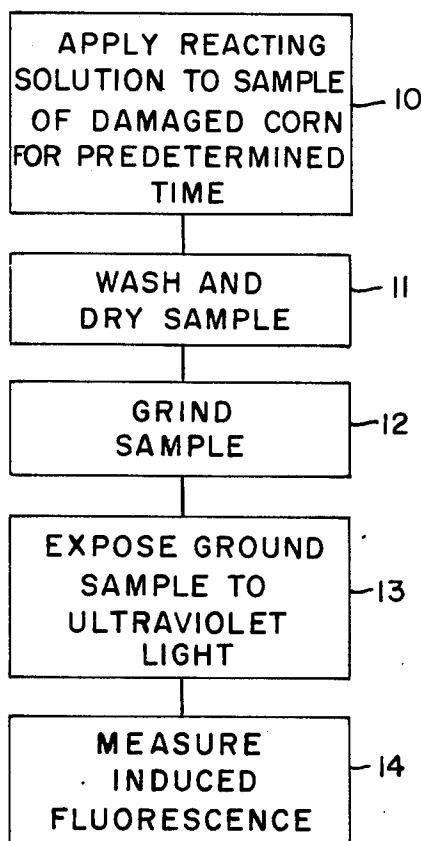 APPLY REACTING
SOLUTION TO SAMPLE
OF DAMAGED CORN
FOR PREDETERMINED
TIME
10
WASH AND
DRY SAMPLE
11
GRIND
SAMPLE
12
EXPOSE GROUND
SAMPLE TO
ULTRAVIOLET
LIGHT
13
MEASURE
INDUCED
FLUORESCENCE
14